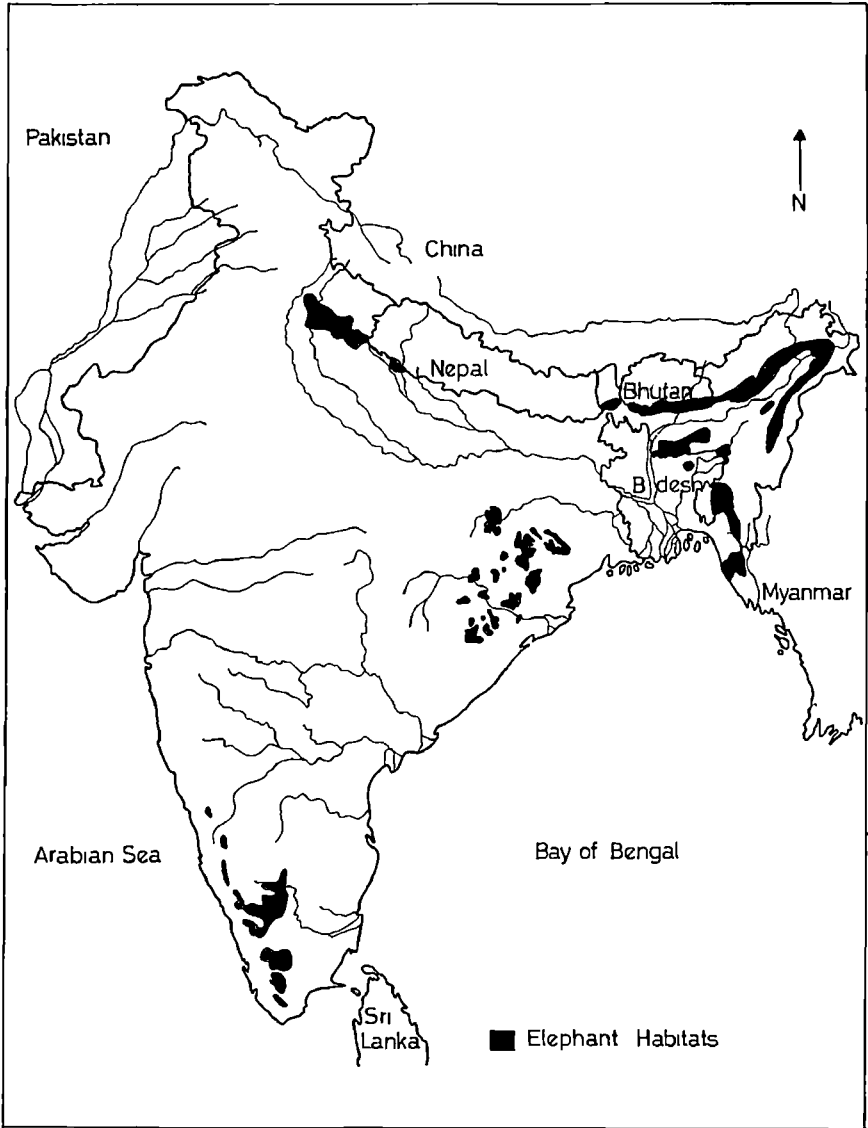 Pakistan
N
China
Nepal
Bhutan
B desh
Myanmar
Arabian Sea
Bay of Bengal
Sri
Lanka
Elephant Habitats